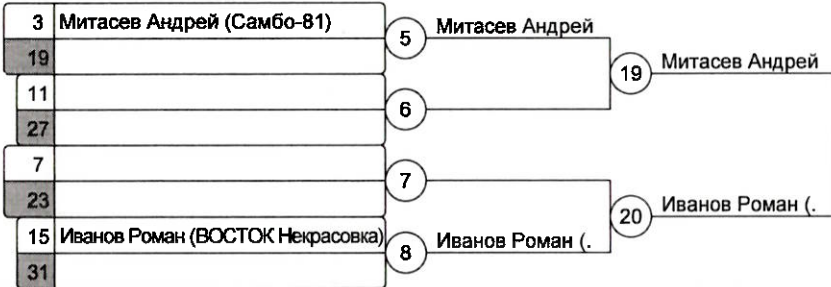 3 Митасев Андрей (Самбо-81)
5 Митасев Андрей
19
19 Митасев Андрей
11
6
27
7
7
23
20 Иванов Роман (.
15 Иванов Роман (ВОСТОК Некрасовка)
8 Иванов Роман (.
31